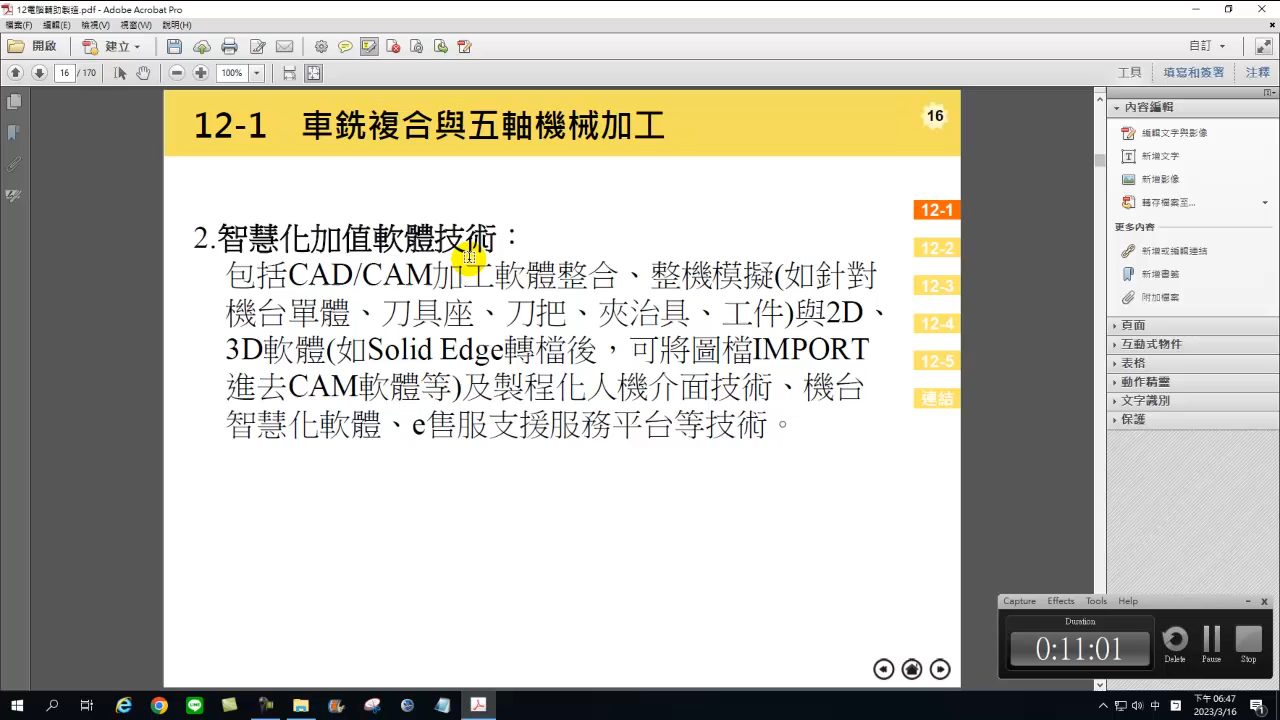 12電腦輔助製造.pdf - Adobe Acrobat Pro
檔案(F) 編輯(E) 檢視(V) 視窗(W) 說明(H)
開啟 建立 自訂
16 / 170 100% 工具 填寫和簽署 注釋
12-1 車銑複合與五軸機械加工
16
2.智慧化加值軟體技術：
包括CAD/CAM加工軟體整合、整機模擬(如針對
機台單體、刀具座、刀把、夾治具、工件)與2D、
3D軟體(如Solid Edge轉檔後，可將圖檔IMPORT
進去CAM軟體等)及製程化人機介面技術、機台
智慧化軟體、e售服支援服務平台等技術。
12-1
12-2
12-3
12-4
12-5
連結
內容編輯
編輯文字與影像
新增文字
新增影像
轉存檔案至...
更多內容
新增或編輯連結
新增書籤
附加檔案
頁面
互動式物件
表格
動作精靈
文字識別
保護
Capture Effects Tools Help
Duration
0:11:01
Delete Pause Stop
LINE
中
下午 06:47
2023/3/16
1